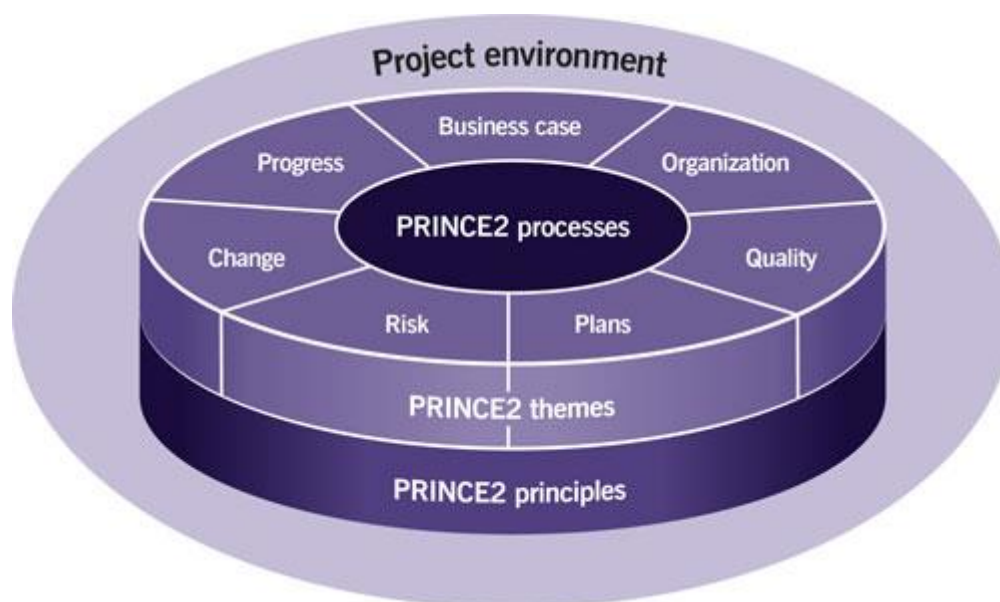 Project environment
Business case
Progress
Organization
PRINCE2 processes
Change
Quality
Risk
Plans
PRINCE2 themes
PRINCE2 principles